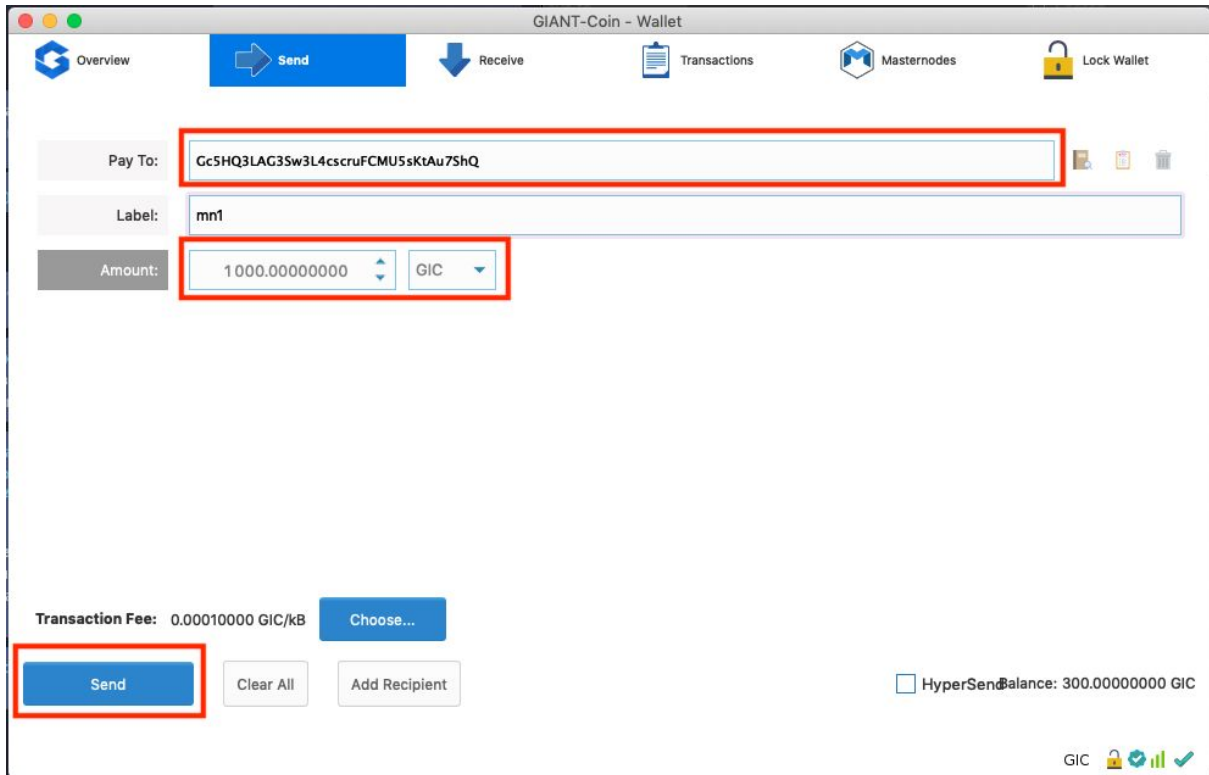 GIANT-Coin - Wallet
Overview Send Receive Transactions Masternodes Lock Wallet
Pay To: Gc5HQ3LAG3Sw3L4cscruFCMU5sKtAu7ShQ
Label: mn1
Amount: 1000.00000000 GIC
Transaction Fee: 0.00010000 GIC/kB Choose...
Send Clear All Add Recipient HyperSend Balance: 300.00000000 GIC
GIC